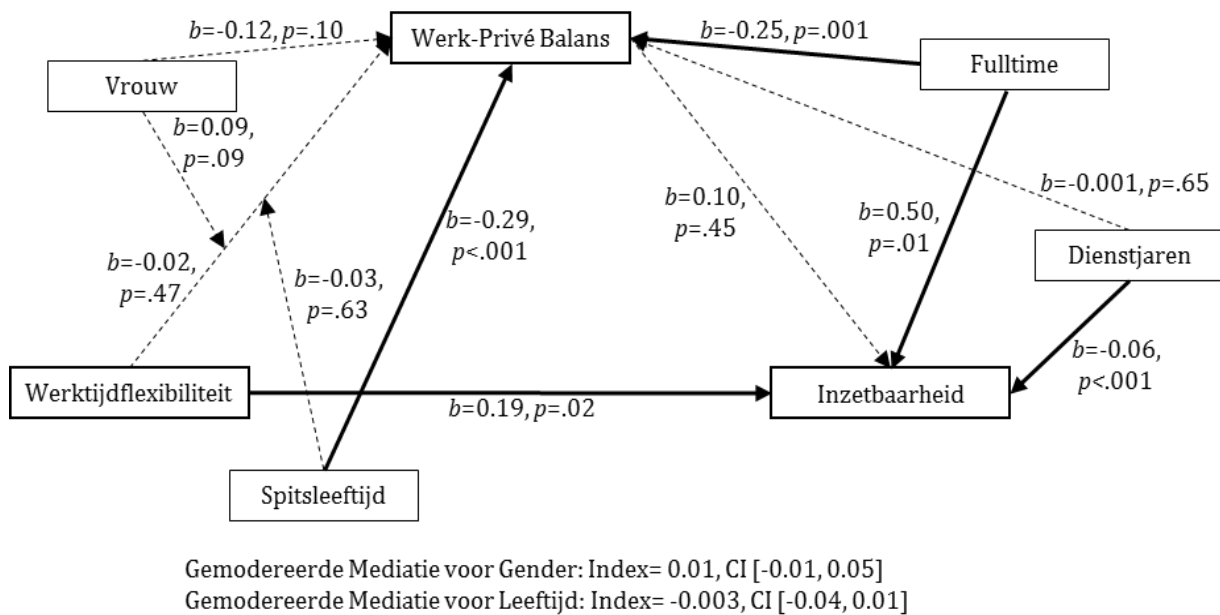 b=-0.12, p=.10
Werk-Privé Balans
b=-0.25, p=.001
Vrouw
Fulltime
b=0.09,
p=.09
b=-0.001, p=.65
b=0.10,
p=.45
b=-0.29,
p<.001
b=0.50,
p=.01
Dienstjaren
b=-0.02,
p=.47
b=-0.03,
p=.63
b=-0.06,
p<.001
Werktijdflexibiliteit
Inzetbaarheid
b=0.19, p=.02
Spitsleeftijd
Gemodereerde Mediatie voor Gender: Index= 0.01, CI [-0.01, 0.05]
Gemodereerde Mediatie voor Leeftijd: Index= -0.003, CI [-0.04, 0.01]